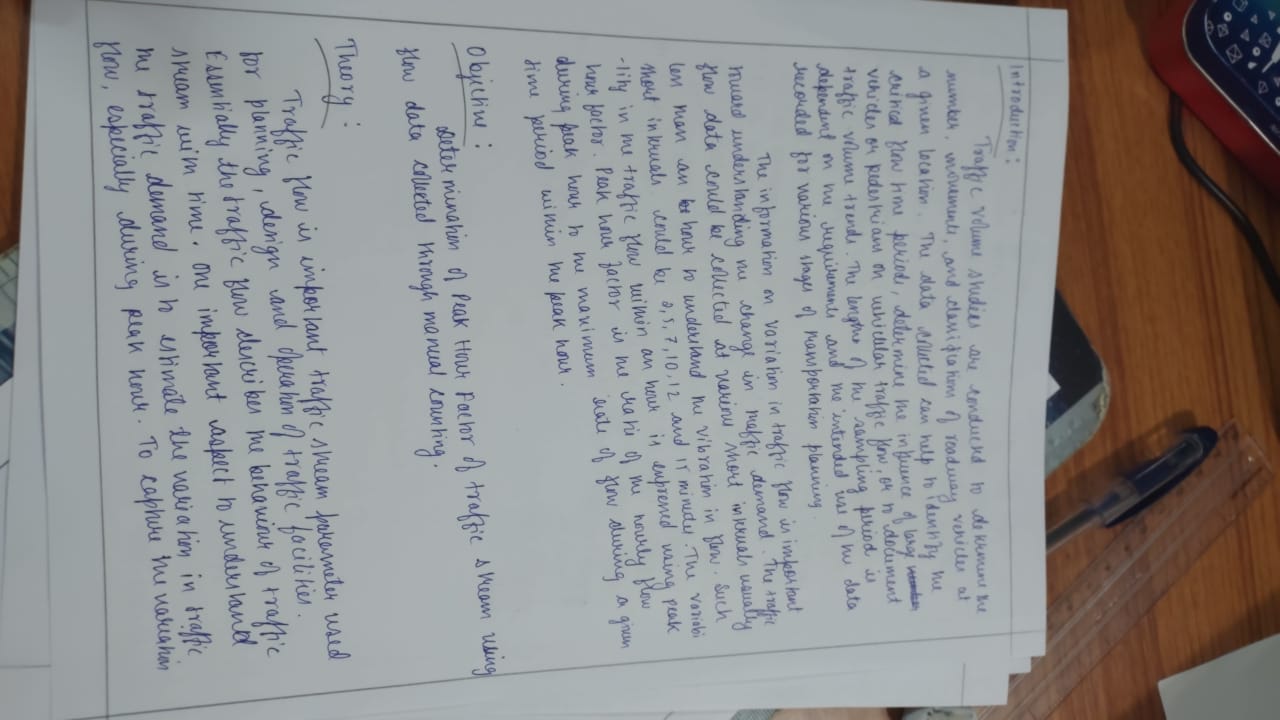 Introduction:
Traffic volume studies are conducted to determine the
number, movements, and classifications of roadway vehicles at
a given location. The data collected can help to identify the
critical flow time periods, determine the influence of large
vehicles or pedestrians on vehicular traffic flow, or to document
traffic volume trends. The length of the sampling period is
dependent on the requirements and the intended use of the data
recorded for various stages of transportation planning.
The information on variation in traffic flow is important
toward understanding the change in traffic demand. The traffic
flow data could be collected at various short intervals usually
less than an hour to understand the vibration in flow. Such
short intervals could be 2,5,7,10,12 and 15 minutes. The variabi
-lity in the traffic flow within an hour is expressed using peak
hour factor. Peak hour factor is the ratio of the hourly flow
during peak hour to the maximum rate of flow during a given
time period within the peak hour.
Objective:
Determination of Peak Hour Factor of traffic stream using
flow data collected through manual counting.
Theory:
Traffic flow is important traffic stream parameter used
for planning, design and operation of traffic facilities.
Essentially the traffic flow describes the behaviour of traffic
stream with time. One important aspect to understand
the traffic demand is to estimate the variation in traffic
flow, especially during peak hour. To capture the variation